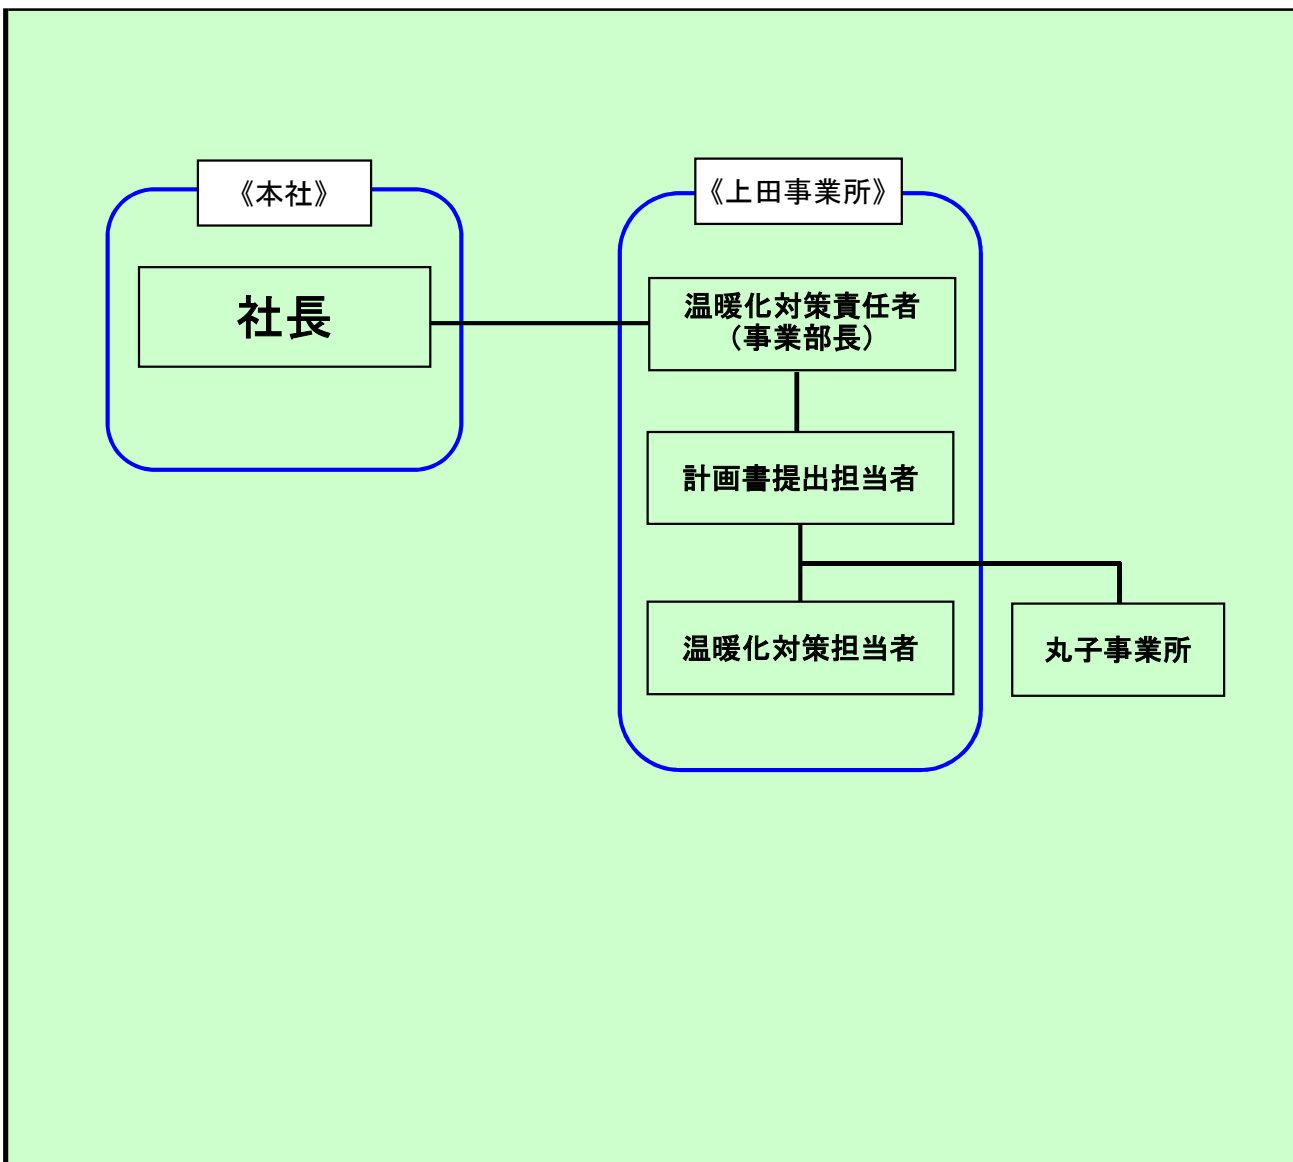 《本社》
社長
《上田事業所》
温暖化対策責任者
（事業部長）
計画書提出担当者
温暖化対策担当者
丸子事業所